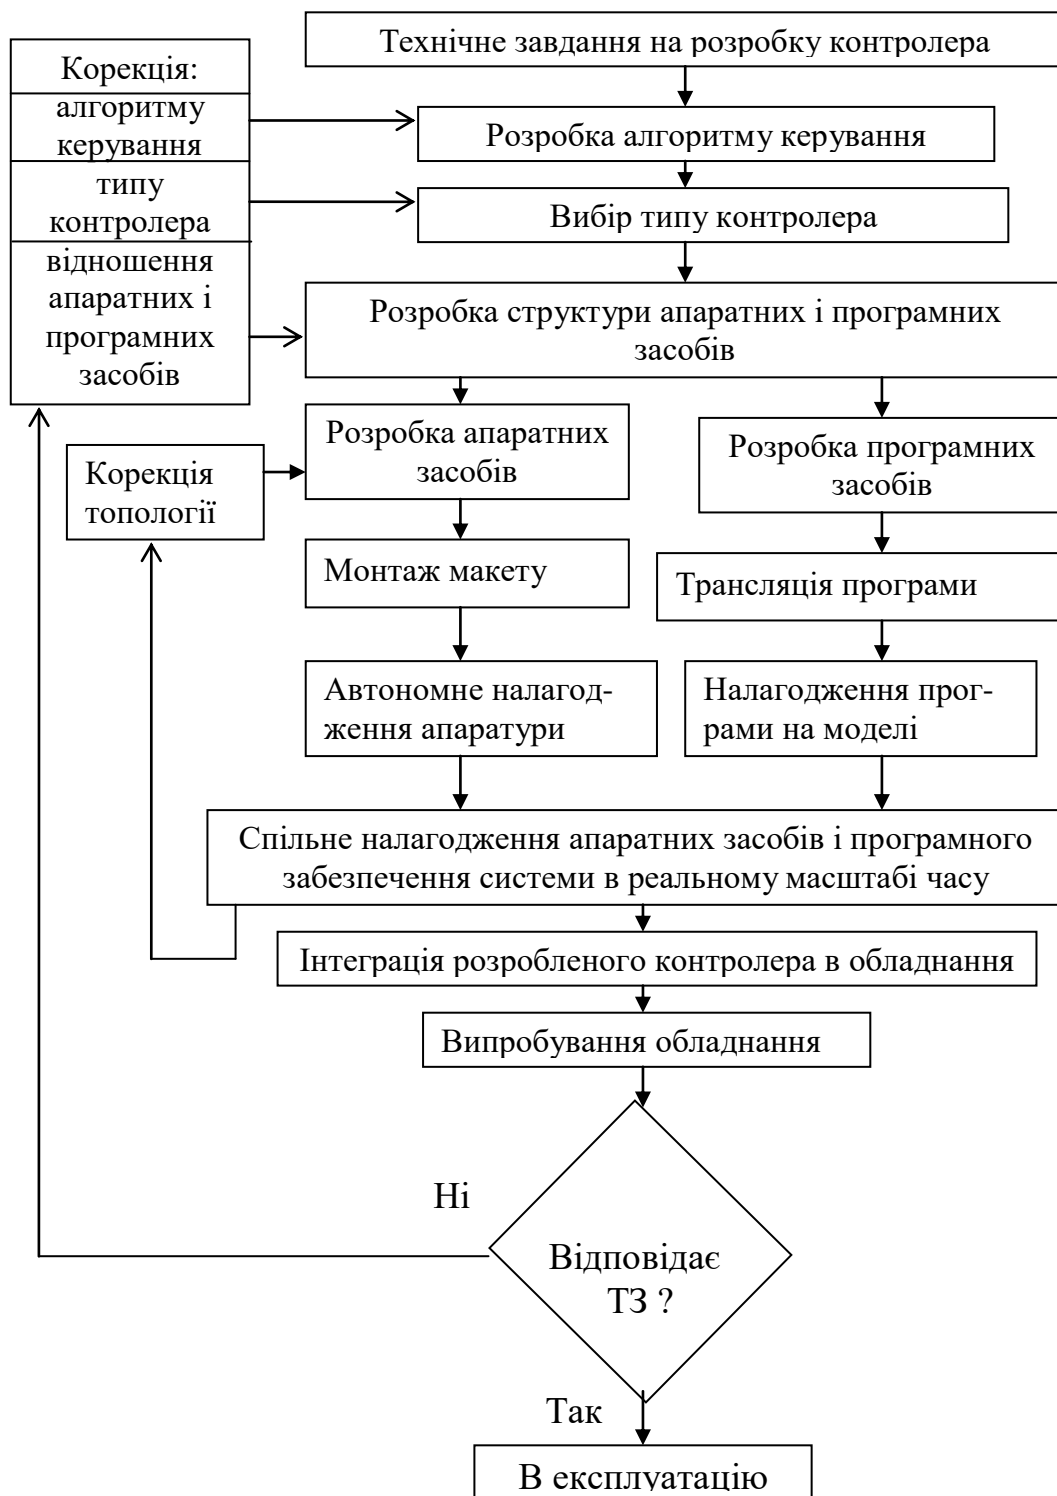 Технічне завдання на розробку контролера
Корекція:
алгоритму
керування
типу
контролера
відношення
апаратних і
програмних
засобів
Розробка алгоритму керування
Вибір типу контролера
Розробка структури апаратних і програмних
засобів
Розробка апаратних
засобів
Розробка програмних
засобів
Корекція
топології
Монтаж макету
Трансляція програми
Автономне налагод-
ження апаратури
Налагодження прог-
рами на моделі
Спільне налагодження апаратних засобів і програмного
забезпечення системи в реальному масштабі часу
Інтеграція розробленого контролера в обладнання
Випробування обладнання
Ні
Відповідає
ТЗ ?
Так
В експлуатацію